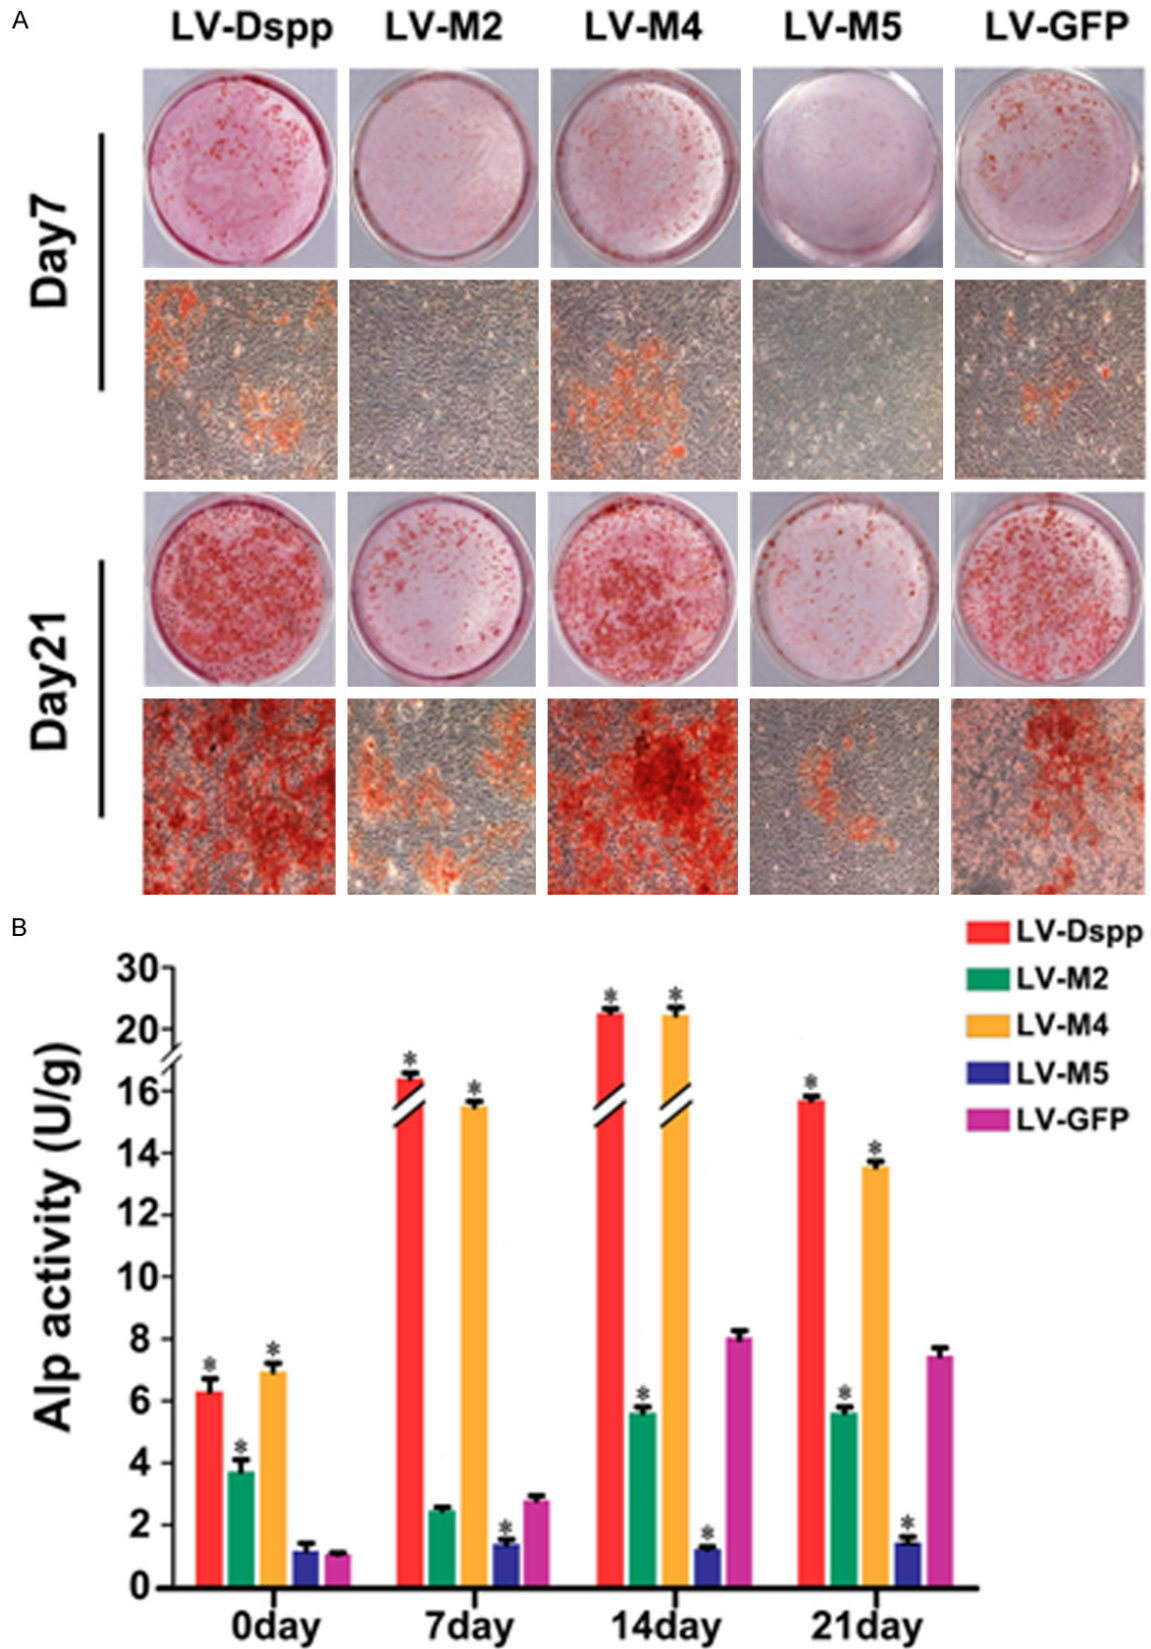 A
LV-Dspp LV-M2 LV-M4 LV-M5 LV-GFP
Day7
Day21
B
LV-Dspp
LV-M2
LV-M4
LV-M5
LV-GFP
Alp activity (U/g)
30
20
16
14
12
10
8
6
4
2
0
* * * * * * * * * * * * * *
0day 7day 14day 21day